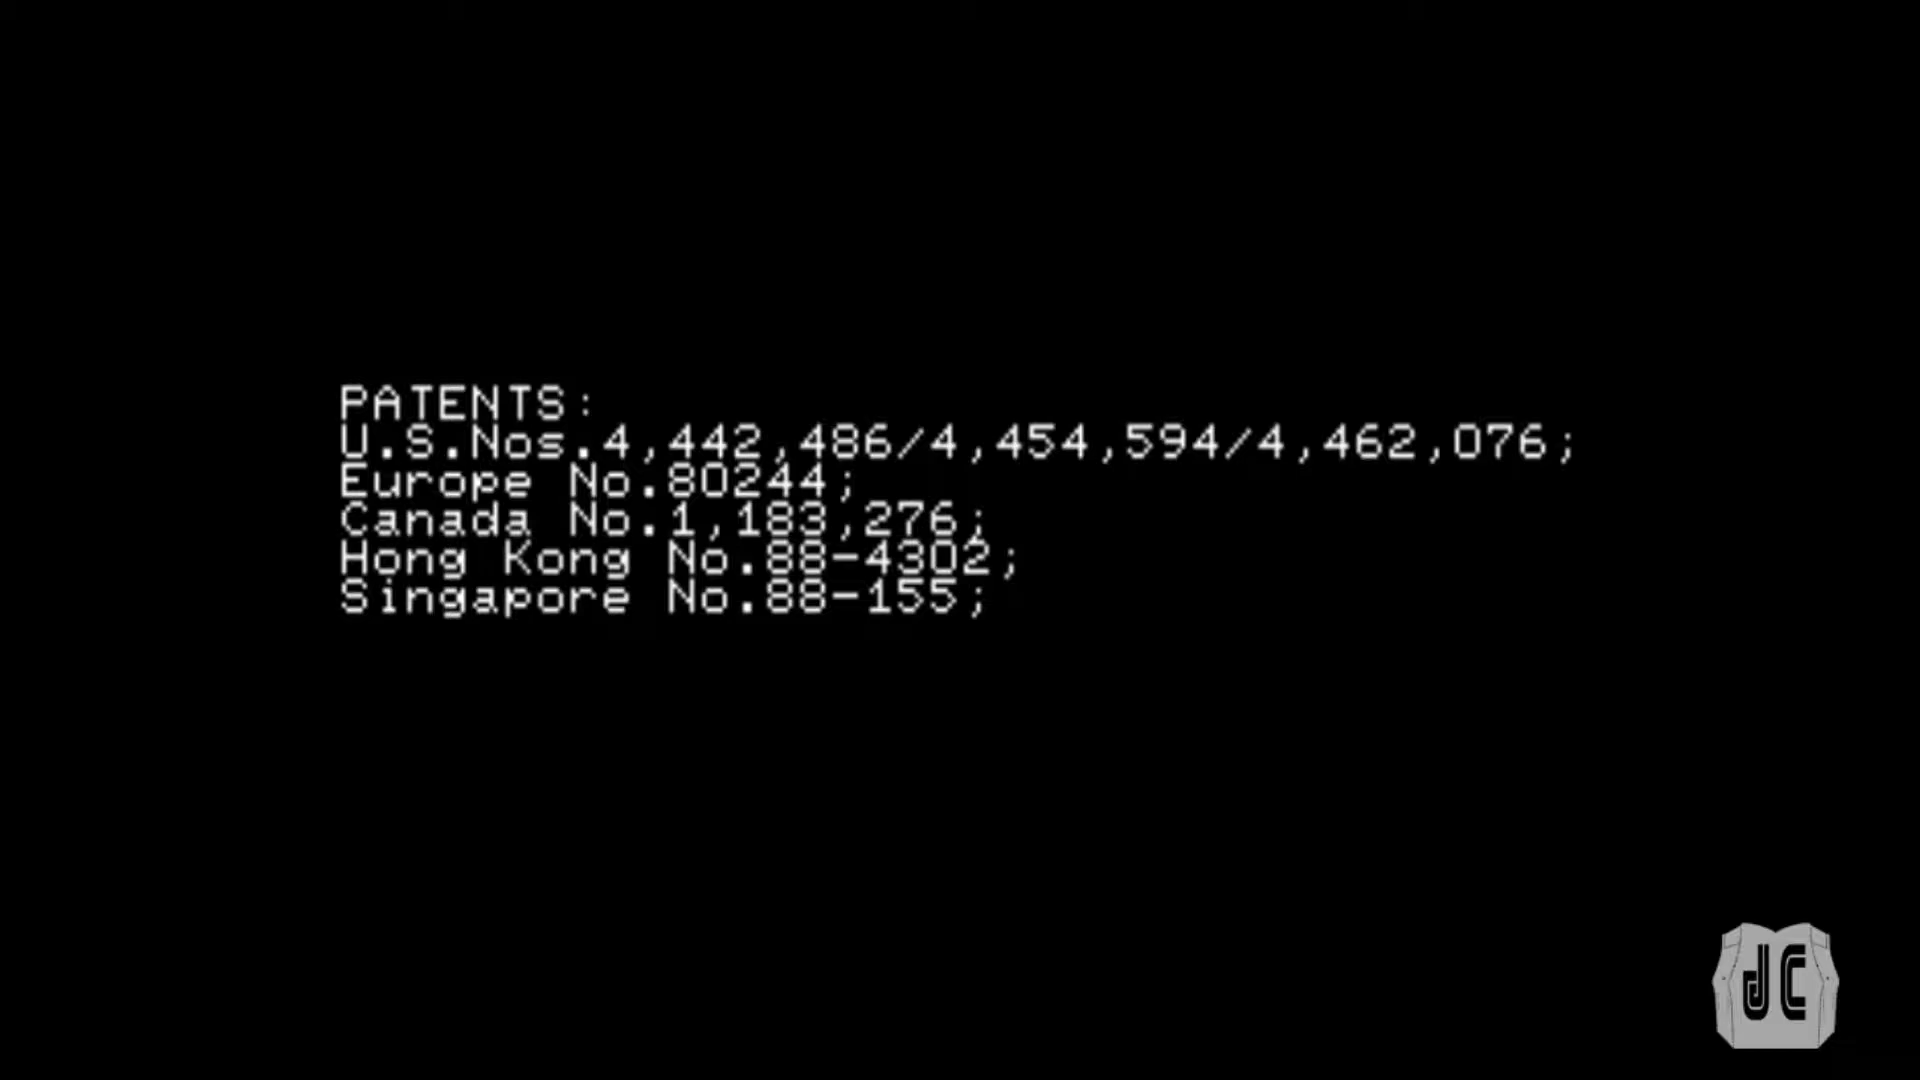 PATENTS:
U.S.Nos.4,442,486/4,454,594/4,462,076;
Europe No.80244;
Canada No.1,183,276;
Hong Kong No.88-4302;
Singapore No.88-155;
JC